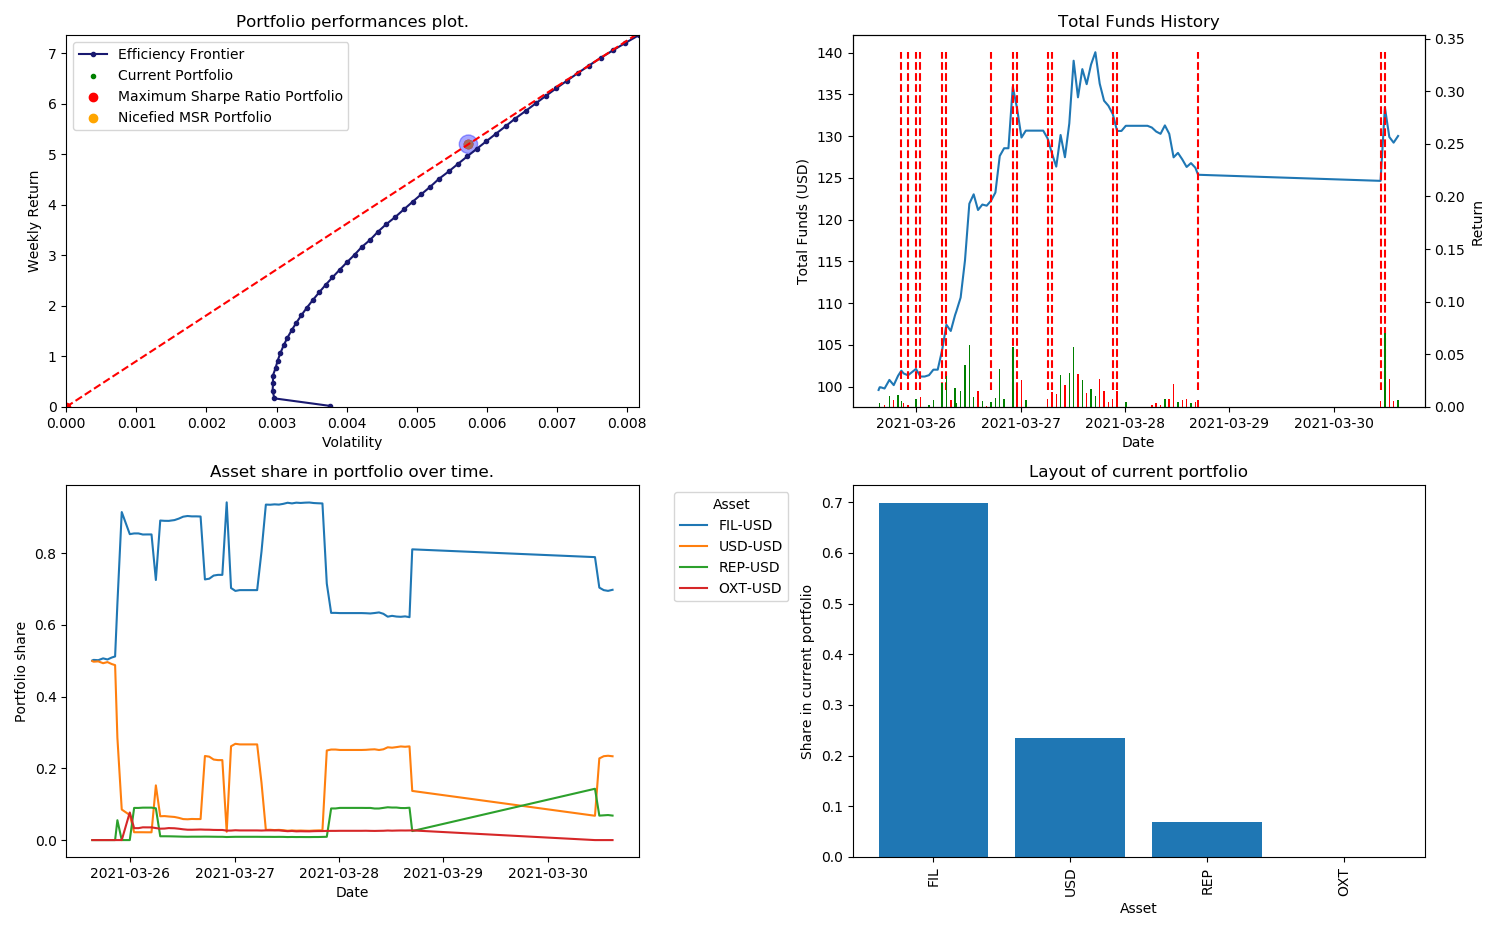 Portfolio performances plot.
7
6
5
4
3
2
1
0
Weekly Return
Efficiency Frontier
Current Portfolio
Maximum Sharpe Ratio Portfolio
Nicefied MSR Portfolio
0.000 0.001 0.002 0.003 0.004 0.005 0.006 0.007 0.008
Volatility
Total Funds History
140
135
130
125
120
115
110
105
100
Total Funds (USD)
0.35
0.30
0.25
0.20
0.15
0.10
0.05
0.00
Return
2021-03-26 2021-03-27 2021-03-28 2021-03-29 2021-03-30
Date
Asset share in portfolio over time.
0.8
0.6
0.4
0.2
0.0
Portfolio share
2021-03-26 2021-03-27 2021-03-28 2021-03-29 2021-03-30
Date
Asset
FIL-USD
USD-USD
REP-USD
OXT-USD
Layout of current portfolio
0.7
0.6
0.5
0.4
0.3
0.2
0.1
0.0
Share in current portfolio
FIL
USD
REP
OXT
Asset